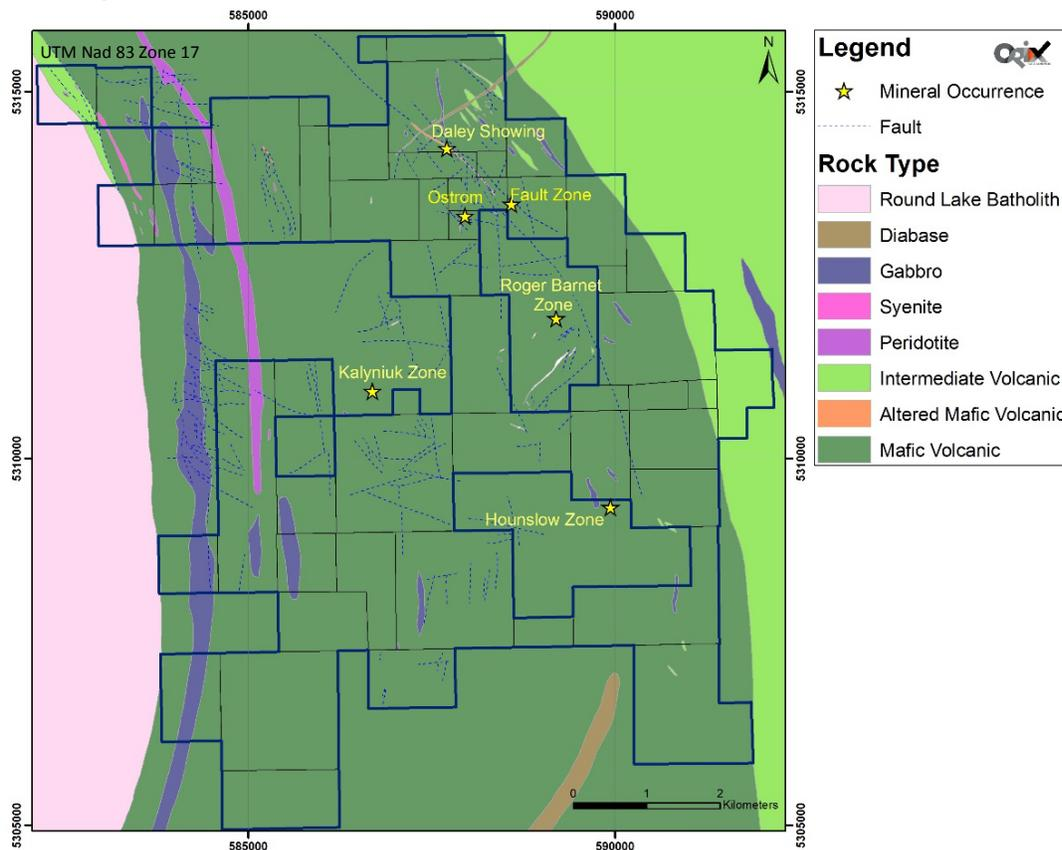 585000
590000
UTM Nad 83 Zone 17
N
5315000
5315000
Daley Showing
Ostrom
Fault Zone
Roger Barnet
Zone
Kalyniuk Zone
5310000
5310000
Hounslow Zone
0 1 2
Kilometers
5305000
5305000
585000
590000
Legend
Orix
Mineral Occurrence
Fault
Rock Type
Round Lake Batholith
Diabase
Gabbro
Syenite
Peridotite
Intermediate Volcanic
Altered Mafic Volcanic
Mafic Volcanic